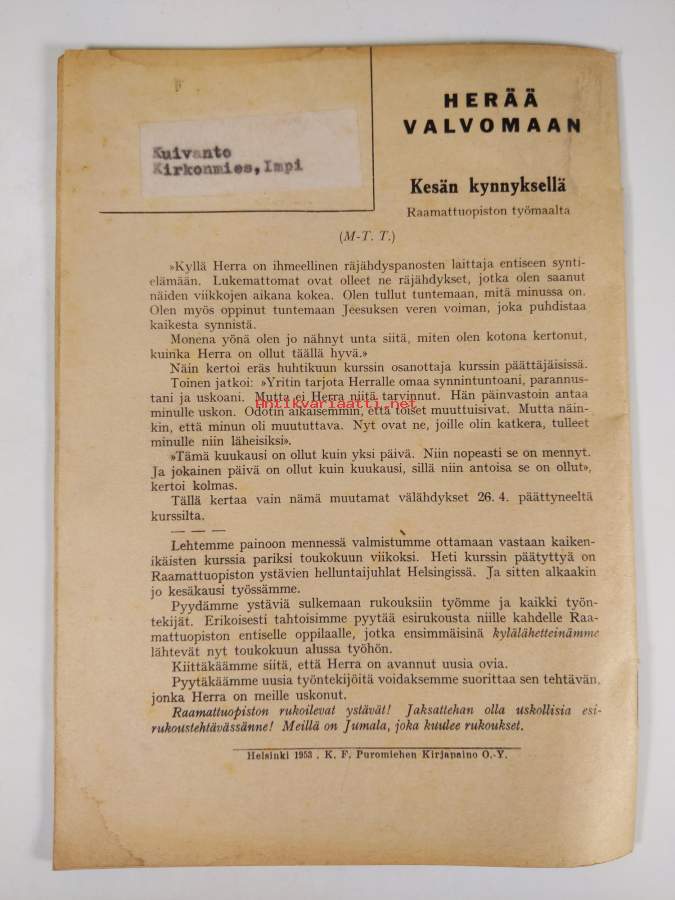 HERÄÄ
VALVOMAAN
Kuivanto
Kirkonmies, Impi
Kesän kynnyksellä
Raamattuopiston työmaalta
(M-T. T.)
»Kyllä Herra on ihmeellinen räjähdyspanosten laittaja entiseen synti-
elämään. Lukemattomat ovat olleet ne räjähdykset, jotka olen saanut
näiden viikkojen aikana kokea. Olen tullut tuntemaan, mitä minussa on.
Olen myös oppinut tuntemaan Jeesuksen veren voiman, joka puhdistaa
kaikesta synnistä.
Monena yönä olen jo nähnyt unta siitä, miten olen kotona kertonut,
kuinka Herra on ollut täällä hyvä.»
Näin kertoi eräs huhtikuun kurssin osanottaja kurssin päättäjäisissä.
Toinen jatkoi: »Yritin tarjota Herralle omaa synnintuntoani, parannus-
tani ja uskoani. Mutta ei Herra niitä tarvinnut. Hän päinvastoin antaa
minulle uskon. Odotin aikaisemmin, että toiset muuttuisivat. Mutta näin-
kin, että minun oli muututtava. Nyt ovat ne, joille olin katkera, tulleet
minulle niin läheisiksi».
»Tämä kuukausi on ollut kuin yksi päivä. Niin nopeasti se on mennyt.
Ja jokainen päivä on ollut kuin kuukausi, sillä niin antoisa se on ollut»,
kertoi kolmas.
Tällä kertaa vain nämä muutamat välähdykset 26. 4. päättyneeltä
kurssilta.
— — —
Lehtemme painoon mennessä valmistumme ottamaan vastaan kaiken-
ikäisten kurssia pariksi toukokuun viikoksi. Heti kurssin päätyttyä on
Raamattuopiston ystävien helluntaijuhlat Helsingissä. Ja sitten alkaakin
jo kesäkausi työssämme.
Pyydämme ystäviä sulkemaan rukouksiin työmme ja kaikki työn-
tekijät. Erikoisesti tahtoisimme pyytää esirukousta niille kahdelle Raa-
mattuopiston entiselle oppilaalle, jotka ensimmäisinä kylälähetteinämme
lähtevät nyt toukokuun alussa työhön.
Kiittäkäämme siitä, että Herra on avannut uusia ovia.
Pyytäkäämme uusia työntekijöitä voidaksemme suorittaa sen tehtävän,
jonka Herra on meille uskonut.
Raamattuopiston rukoilevat ystävät! Jaksattehan olla uskollisia esi-
rukoustehtävässänne! Meillä on Jumala, joka kuulee rukoukset.
Helsinki 1953 . K. F. Puromiehen Kirjapaino O.-Y.
Antikvariaatti.net